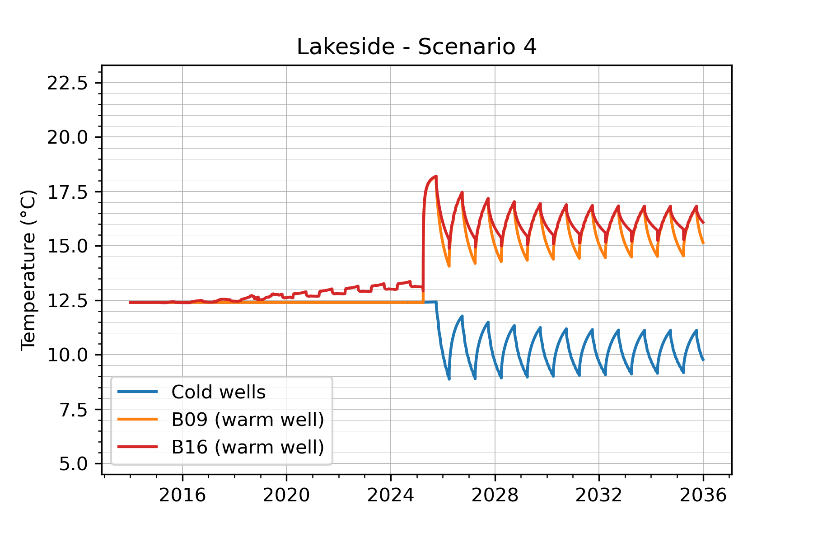 Lakeside - Scenario 4
22.5
20.0
17.5
15.0
12.5
10.0
7.5
5.0
Temperature (°C)
Cold wells
B09 (warm well)
B16 (warm well)
2016 2020 2024 2028 2032 2036